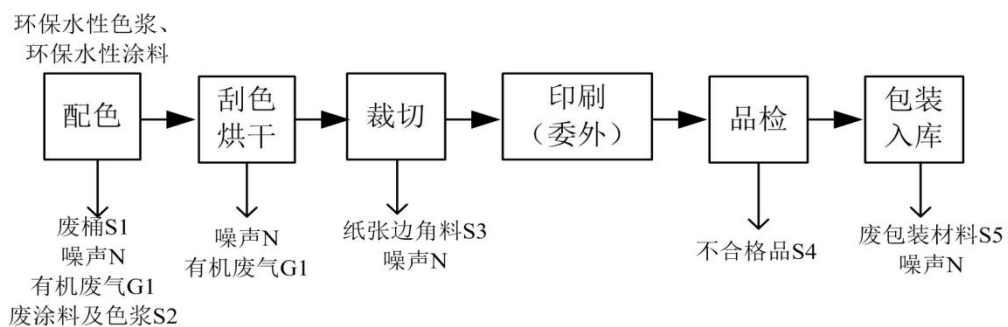 环保水性色浆、
环保水性涂料
配色
刮色
烘干
裁切
印刷
（委外）
品检
包装
入库
废桶S1
噪声N
有机废气G1
废涂料及色浆S2
噪声N
有机废气G1
纸张边角料S3
噪声N
不合格品S4
废包装材料S5
噪声N